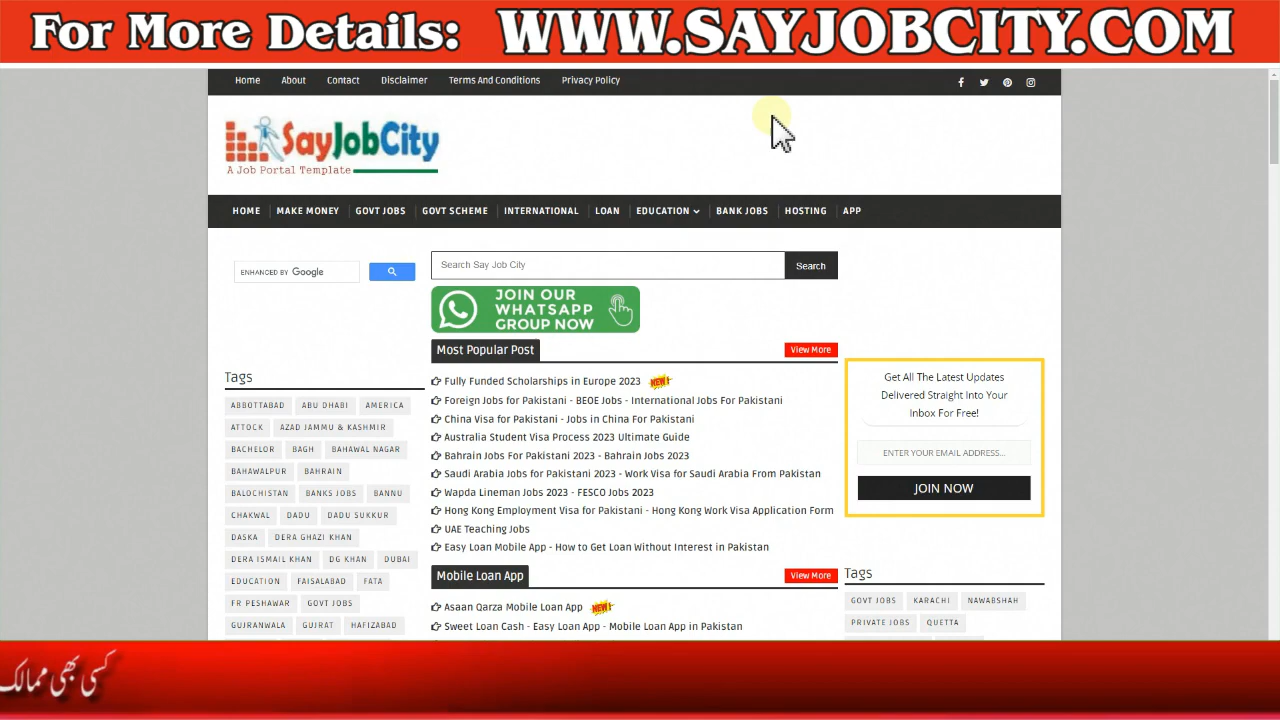 For More Details: WWW.SAYJOBCITY.COM
Home About Contact Disclaimer Terms And Conditions Privacy Policy
SayJobCity
A Job Portal Template
HOME MAKE MONEY GOVT JOBS GOVT SCHEME INTERNATIONAL LOAN EDUCATION BANK JOBS HOSTING APP
ENHANCED BY Google
Tags
ABBOTTABAD ABU DHABI AMERICA
ATTOCK AZAD JAMMU & KASHMIR
BACHELOR BAGH BAHAWAL NAGAR
BAHAWALPUR BAHRAIN
BALOCHISTAN BANKS JOBS BANNU
CHAKWAL DADU DADU SUKKUR
DASKA DERA GHAZI KHAN
DERA ISMAIL KHAN DG KHAN DUBAI
EDUCATION FAISALABAD FATA
FR PESHAWAR GOVT JOBS
GUJRANWALA GUJRAT HAFIZABAD
Search Say Job City Search
JOIN OUR
WHATSAPP
GROUP NOW
Most Popular Post View More
Fully Funded Scholarships in Europe 2023 NEW!
Foreign Jobs for Pakistani - BEOE Jobs - International Jobs For Pakistani
China Visa for Pakistani - Jobs in China For Pakistani
Australia Student Visa Process 2023 Ultimate Guide
Bahrain Jobs For Pakistani 2023 - Bahrain Jobs 2023
Saudi Arabia Jobs for Pakistani 2023 - Work Visa for Saudi Arabia From Pakistan
Wapda Lineman Jobs 2023 - FESCO Jobs 2023
Hong Kong Employment Visa for Pakistani - Hong Kong Work Visa Application Form
UAE Teaching Jobs
Easy Loan Mobile App - How to Get Loan Without Interest in Pakistan
Mobile Loan App View More
Asaan Qarza Mobile Loan App NEW!
Sweet Loan Cash - Easy Loan App - Mobile Loan App in Pakistan
Get All The Latest Updates
Delivered Straight Into Your
Inbox For Free!
ENTER YOUR EMAIL ADDRESS...
JOIN NOW
Tags
GOVT JOBS KARACHI NAWABSHAH
PRIVATE JOBS QUETTA
کسی بھی ممالک